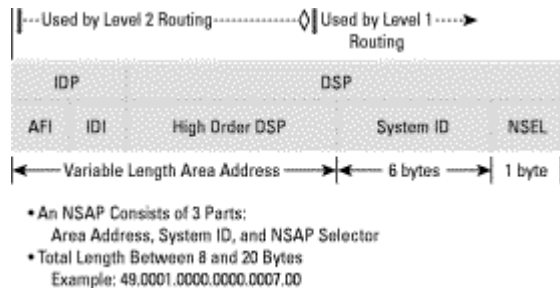 Used by Level 2 Routing
Used by Level 1
Routing
IDP
DSP
AFI
IDI
High Order DSP
System ID
NSEL
Variable Length Area Address
6 bytes
1 byte
• An NSAP Consists of 3 Parts:
Area Address, System ID, and NSAP Selector
• Total Length Between 8 and 20 Bytes
Example: 49.0001.0000.0000.0007.00